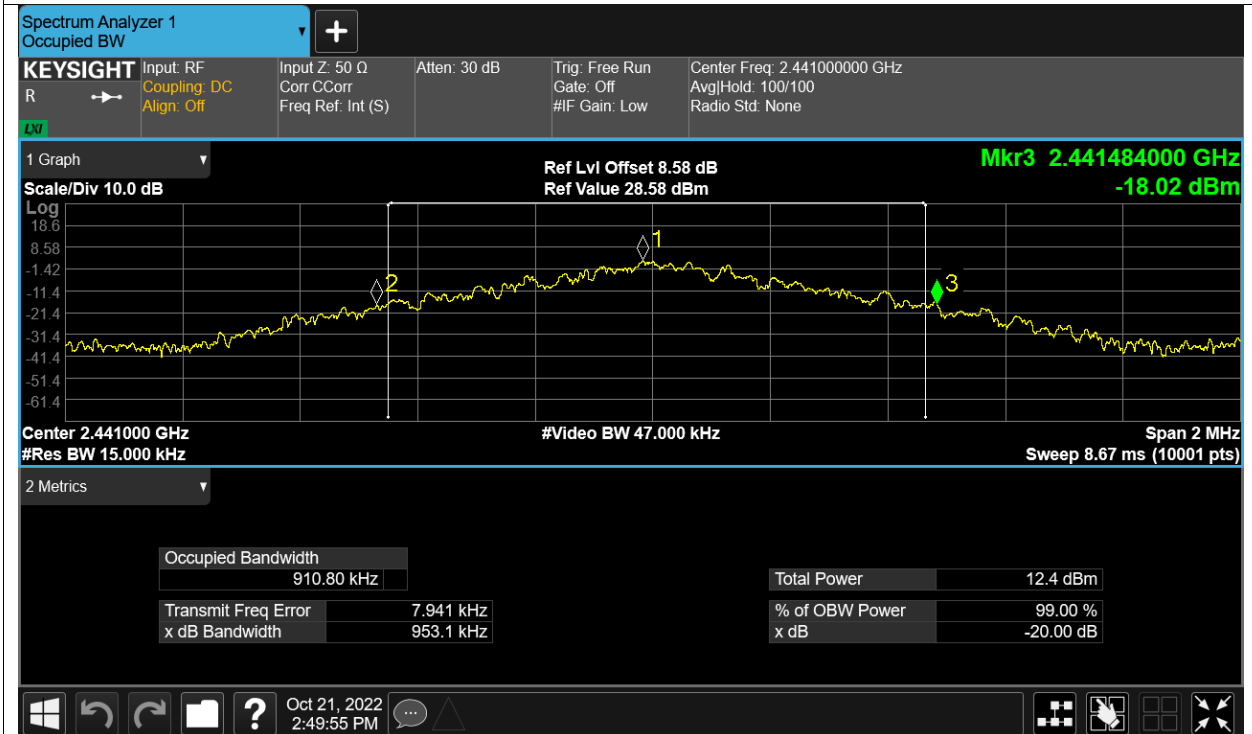 Spectrum Analyzer 1
Occupied BW
KEYSIGHT
R
LXI
Input: RF
Coupling: DC
Align: Off
Input Z: 50 Ω
Corr CCorr
Freq Ref: Int (S)
Atten: 30 dB
Trig: Free Run
Gate: Off
#IF Gain: Low
Center Freq: 2.441000000 GHz
Avg|Hold: 100/100
Radio Std: None
1 Graph
Scale/Div 10.0 dB
Ref Lvl Offset 8.58 dB
Ref Value 28.58 dBm
Mkr3 2.441484000 GHz
-18.02 dBm
Log
18.6
8.58
-1.42
-11.4
-21.4
-31.4
-41.4
-51.4
-61.4
1
2
3
Center 2.441000 GHz
#Video BW 47.000 kHz
Span 2 MHz
#Res BW 15.000 kHz
Sweep 8.67 ms (10001 pts)
2 Metrics
Occupied Bandwidth
910.80 kHz
Transmit Freq Error 7.941 kHz
x dB Bandwidth 953.1 kHz
Total Power 12.4 dBm
% of OBW Power 99.00 %
x dB -20.00 dB
?
Oct 21, 2022
2:49:55 PM